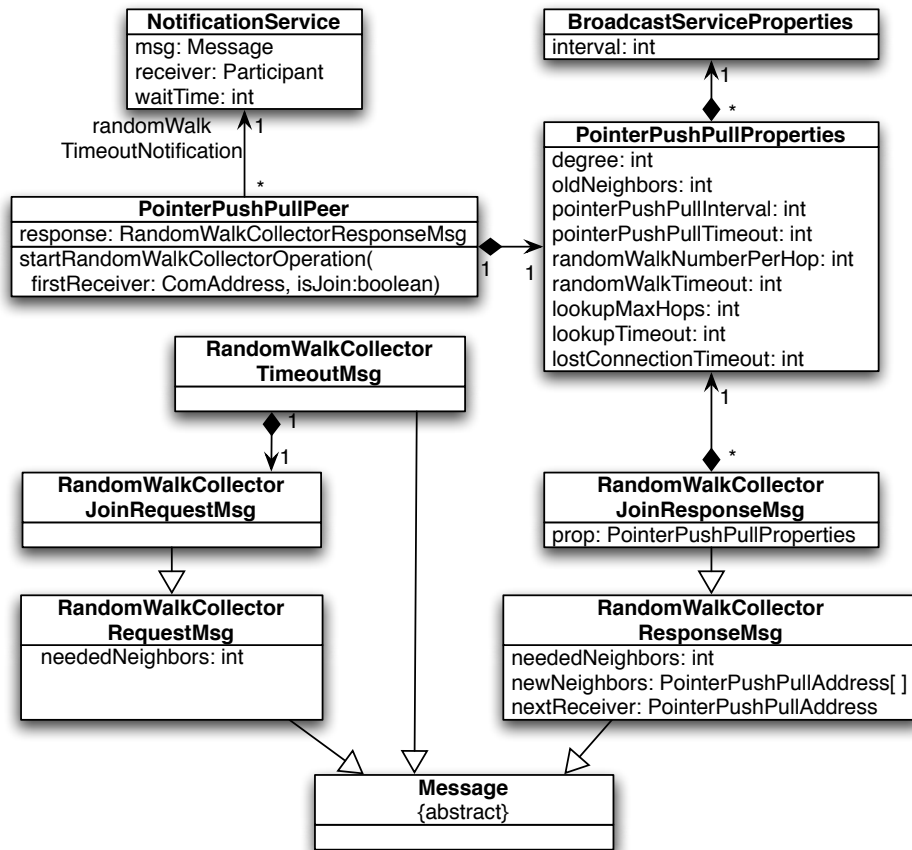 NotificationService
msg: Message
receiver: Participant
waitTime: int
BroadcastServiceProperties
interval: int
randomWalk
TimeoutNotification
1
*
1
*
PointerPushPullPeer
response: RandomWalkCollectorResponseMsg
startRandomWalkCollectorOperation(
firstReceiver: ComAddress, isJoin:boolean)
1
1
PointerPushPullProperties
degree: int
oldNeighbors: int
pointerPushPullInterval: int
pointerPushPullTimeout: int
randomWalkNumberPerHop: int
randomWalkTimeout: int
lookupMaxHops: int
lookupTimeout: int
lostConnectionTimeout: int
RandomWalkCollector
TimeoutMsg
1
1
1
*
RandomWalkCollector
JoinRequestMsg
RandomWalkCollector
JoinResponseMsg
prop: PointerPushPullProperties
RandomWalkCollector
RequestMsg
neededNeighbors: int
RandomWalkCollector
ResponseMsg
neededNeighbors: int
newNeighbors: PointerPushPullAddress[ ]
nextReceiver: PointerPushPullAddress
Message
{abstract}